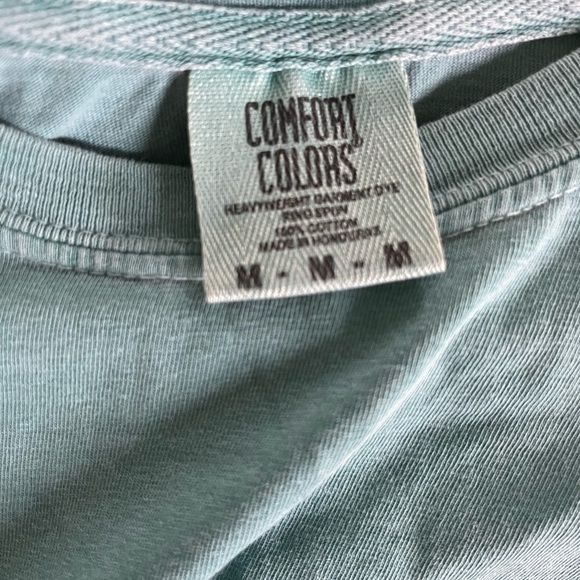 COMFORT
COLORS®
HEAVYWEIGHT GARMENT DYE
RING SPUN
100% COTTON
MADE IN HONDURAS
M - M - M